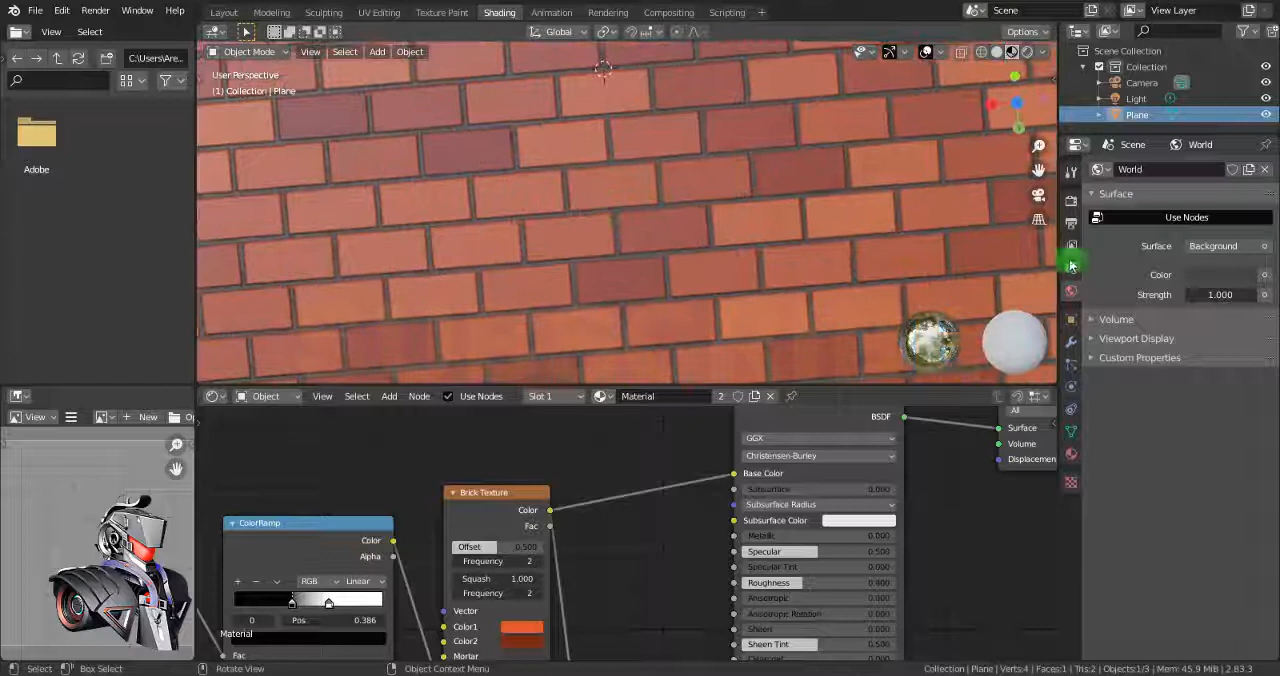 File Edit Render Window Help
Layout Modeling Sculpting UV Editing Texture Paint Shading Animation Rendering Compositing Scripting +
Scene
View Layer
View Select
C:\Users\Are...
Adobe
Object Mode View Select Add Object
Global
Options
User Perspective
(1) Collection | Plane
Scene Collection
Collection
Camera
Light
Plane
Scene World
World
Surface
Use Nodes
Surface Background
Color
Strength 1.000
Volume
Viewport Display
Custom Properties
View
+ New
Object View Select Add Node Use Nodes Slot 1 Material 2
ColorRamp
Color
Alpha
+ − RGB Linear
0 Pos 0.386
Material
Fac
Brick Texture
Color
Fac
Offset 0.500
Frequency 2
Squash 1.000
Frequency 2
Vector
Color1
Color2
Mortar
BSDF
GGX
Christensen-Burley
Base Color
Subsurface 0.000
Subsurface Radius
Subsurface Color
Metallic 0.000
Specular 0.500
Specular Tint 0.000
Roughness 0.400
Anisotropic 0.000
Anisotropic Rotation 0.000
Sheen 0.000
Sheen Tint 0.500
All
Surface
Volume
Displacemen
Select Box Select Rotate View Object Context Menu
Collection | Plane | Verts:4 | Faces:1 | Tris:2 | Objects:1/3 | Mem: 45.9 MiB | 2.83.3